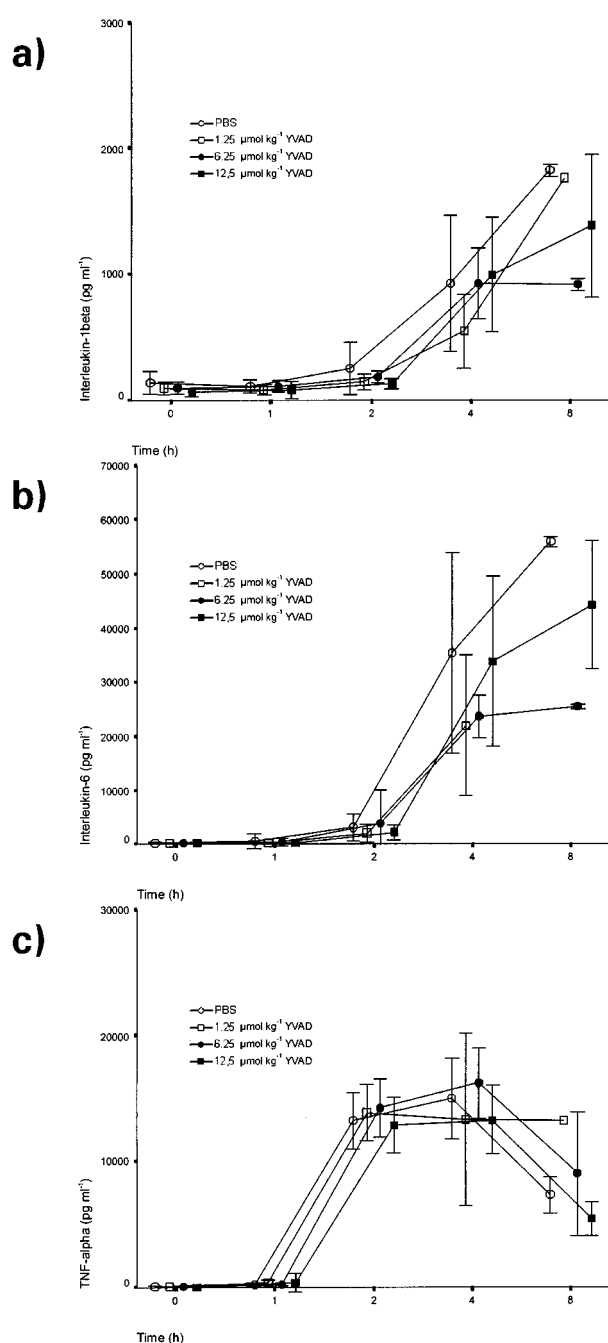 a)
3000
2000
1000
0
Interleukin-1beta (pg ml⁻¹)
PBS
1.25 µmol kg⁻¹ YVAD
6.25 µmol kg⁻¹ YVAD
12,5 µmol kg⁻¹ YVAD
0 1 2 4 8
Time (h)
b)
70000
60000
50000
40000
30000
20000
10000
0
Interleukin-6 (pg ml⁻¹)
PBS
1.25 µmol kg⁻¹ YVAD
6.25 µmol kg⁻¹ YVAD
12,5 µmol kg⁻¹ YVAD
0 1 2 4 8
Time (h)
c)
30000
20000
10000
0
TNF-alpha (pg ml⁻¹)
PBS
1.25 µmol kg⁻¹ YVAD
6.25 µmol kg⁻¹ YVAD
12,5 µmol kg⁻¹ YVAD
0 1 2 4 8
Time (h)